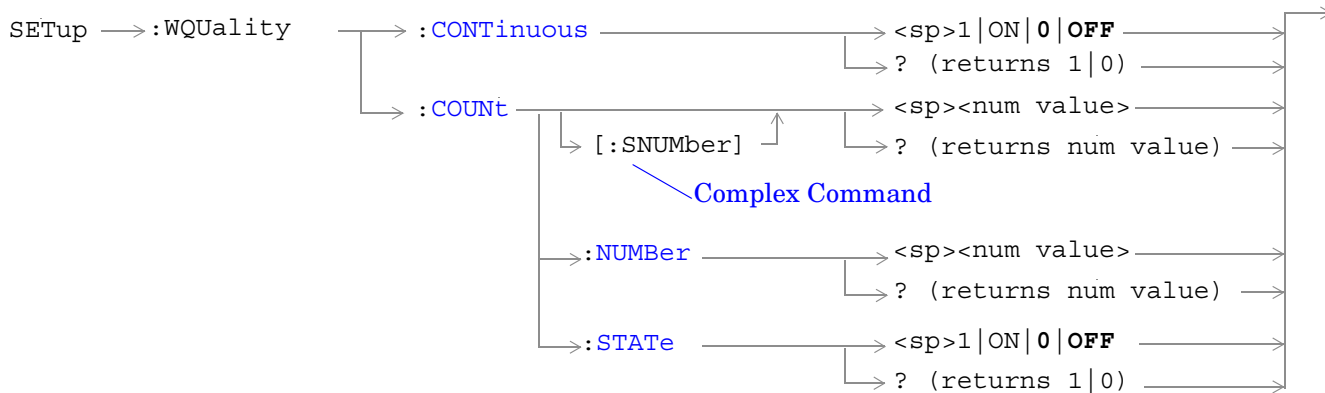 SETup :WQUality :CONTinuous <sp>1|ON|0|OFF
? (returns 1|0)
:COUNt <sp><num value>
[:SNUMber] ? (returns num value)
Complex Command
:NUMBer <sp><num value>
? (returns num value)
:STATe <sp>1|ON|0|OFF
? (returns 1|0)